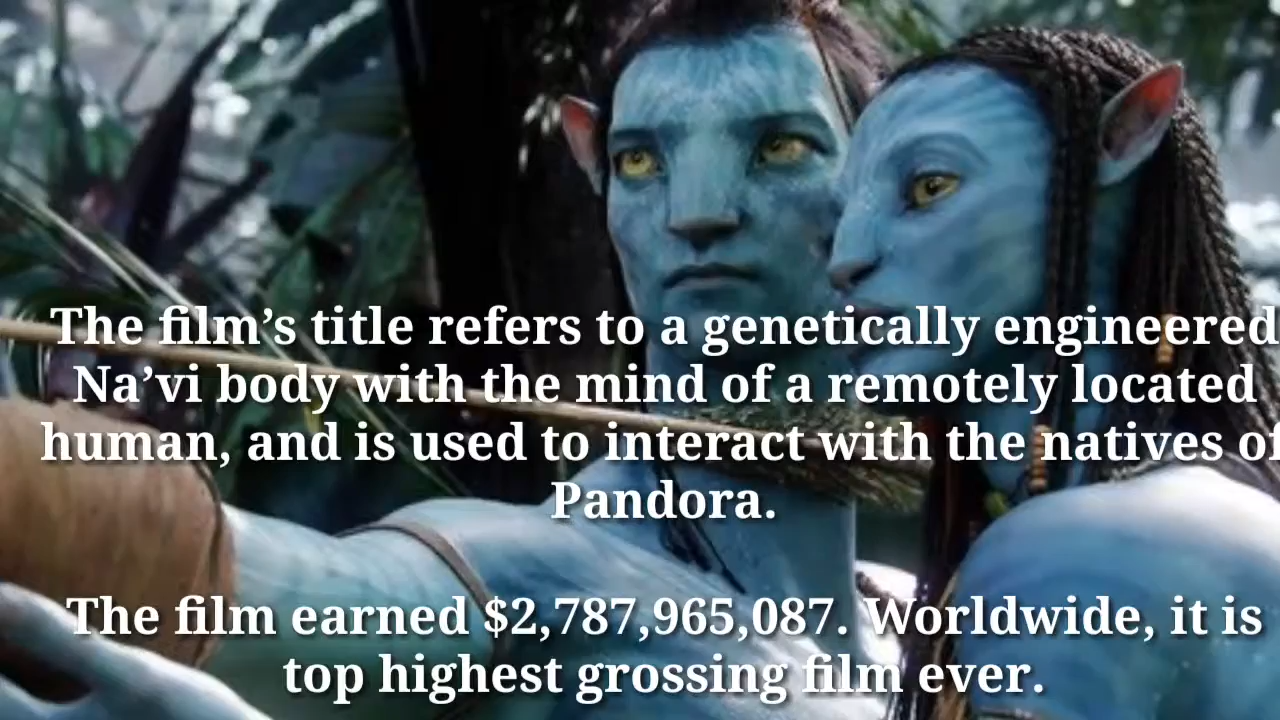 The film’s title refers to a genetically engineered
Na’vi body with the mind of a remotely located
human, and is used to interact with the natives of
Pandora.
The film earned $2,787,965,087. Worldwide, it is
top highest grossing film ever.